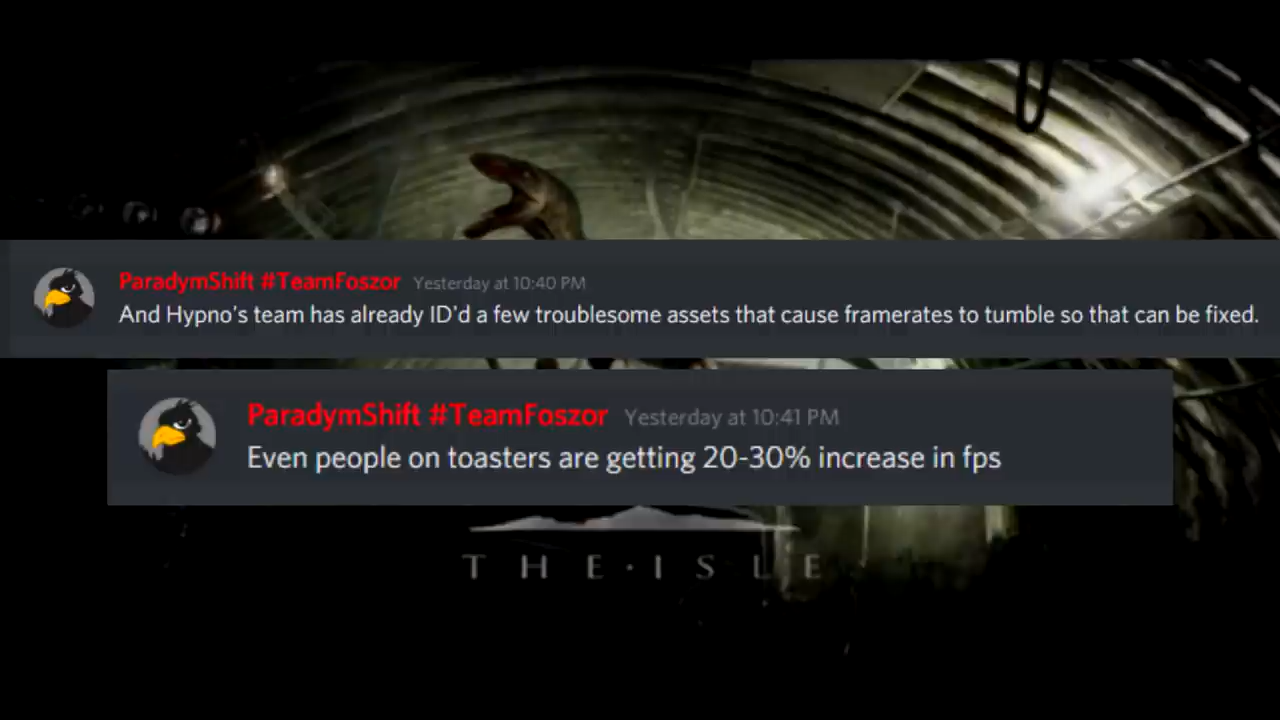 ParadymShift #TeamFoszor Yesterday at 10:40 PM
And Hypno's team has already ID'd a few troublesome assets that cause framerates to tumble so that can be fixed.
ParadymShift #TeamFoszor Yesterday at 10:41 PM
Even people on toasters are getting 20-30% increase in fps
THE·ISLE